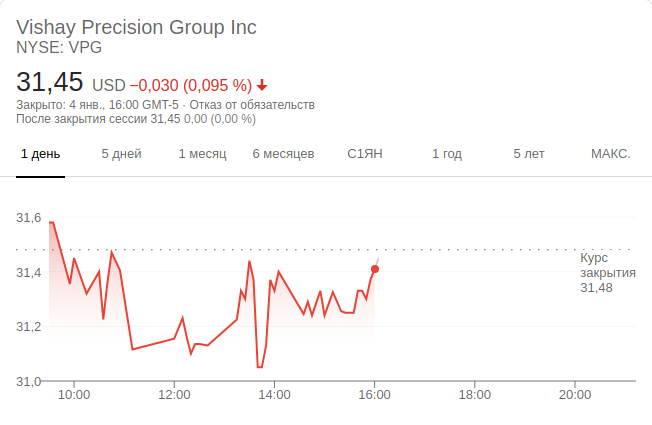 Vishay Precision Group Inc
NYSE: VPG
31,45 USD −0,030 (0,095 %)
Закрыто: 4 янв., 16:00 GMT-5 · Отказ от обязательств
После закрытия сессии 31,45 0,00 (0,00 %)
1 день 5 дней 1 месяц 6 месяцев С1ЯН 1 год 5 лет МАКС.
31,6
31,4
31,2
31,0
Курс
закрытия
31,48
10:00 12:00 14:00 16:00 18:00 20:00